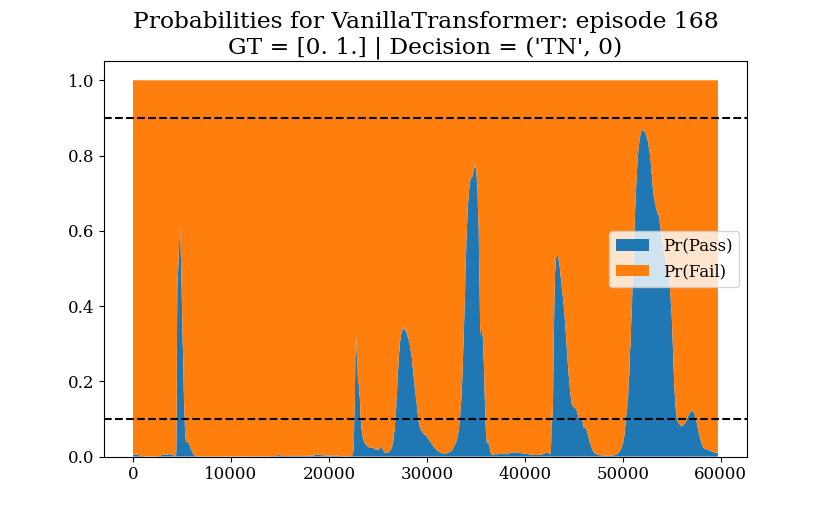 Probabilities for VanillaTransformer: episode 168
GT = [0. 1.] | Decision = ('TN', 0)
1.0
0.8
0.6
0.4
0.2
0.0
Pr(Pass)
Pr(Fail)
0 10000 20000 30000 40000 50000 60000